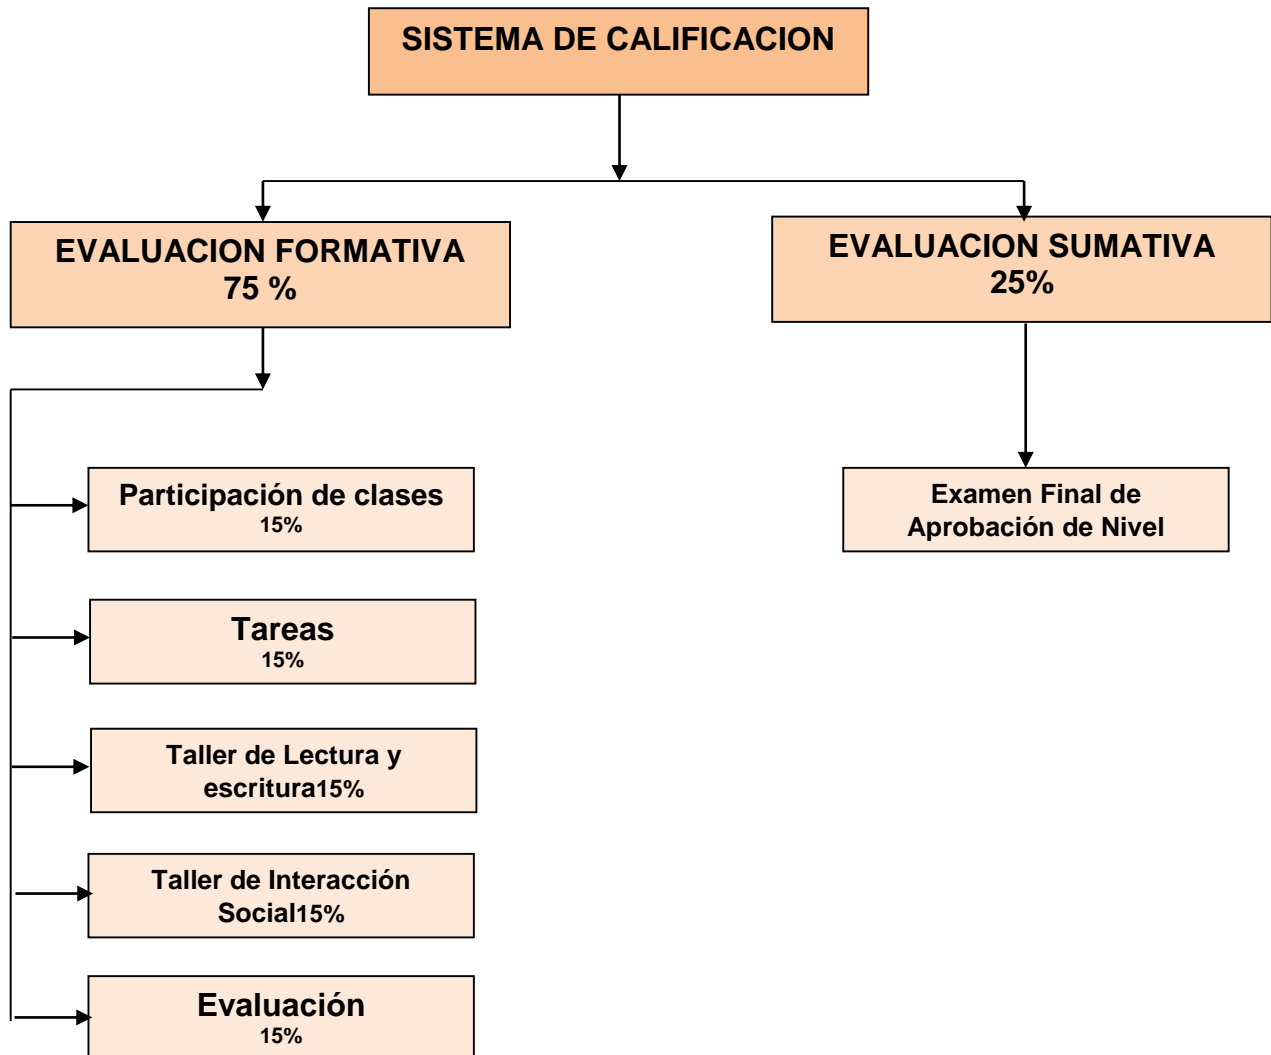 SISTEMA DE CALIFICACION
EVALUACION FORMATIVA
75 %
EVALUACION SUMATIVA
25%
Participación de clases
15%
Tareas
15%
Taller de Lectura y
escritura15%
Taller de Interacción
Social15%
Evaluación
15%
Examen Final de
Aprobación de Nivel